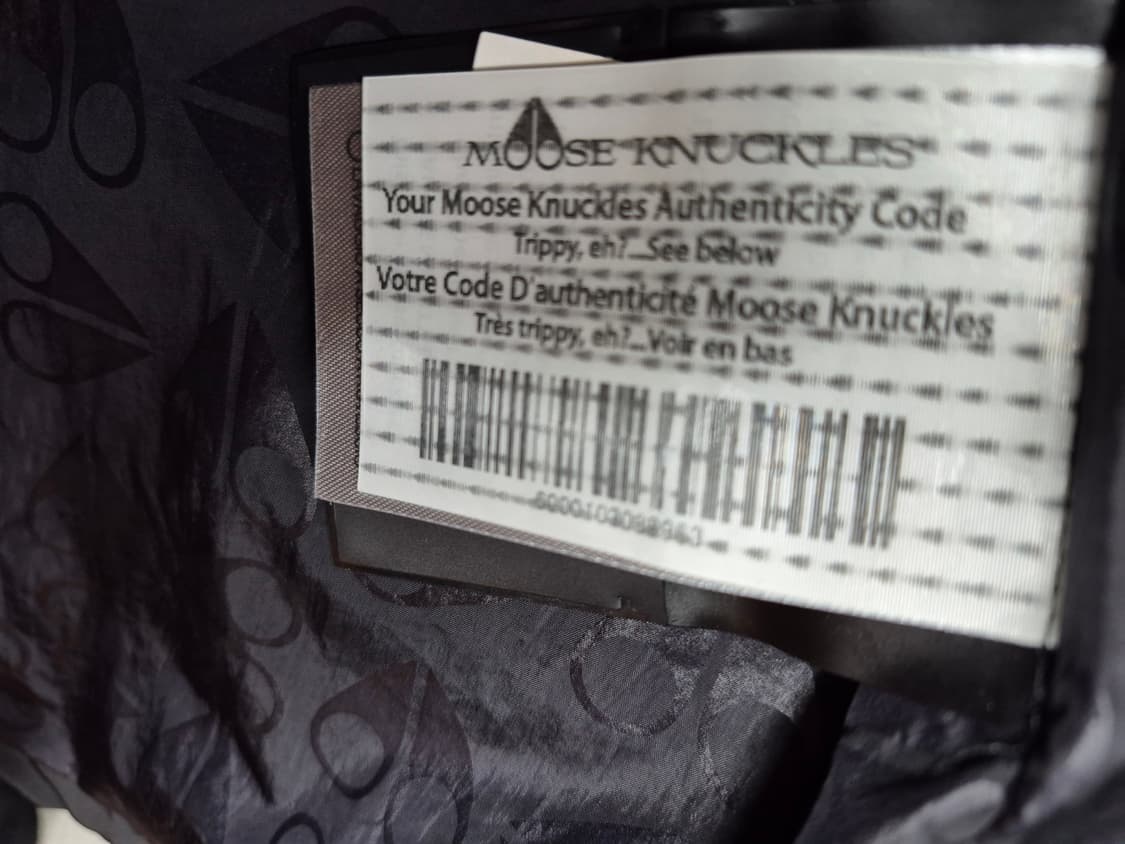 MOOSE KNUCKLES
Your Moose Knuckles Authenticity Code
Trippy, eh?...See below
Votre Code D'authenticité Moose Knuckles
Très trippy, eh?...Voir en bas